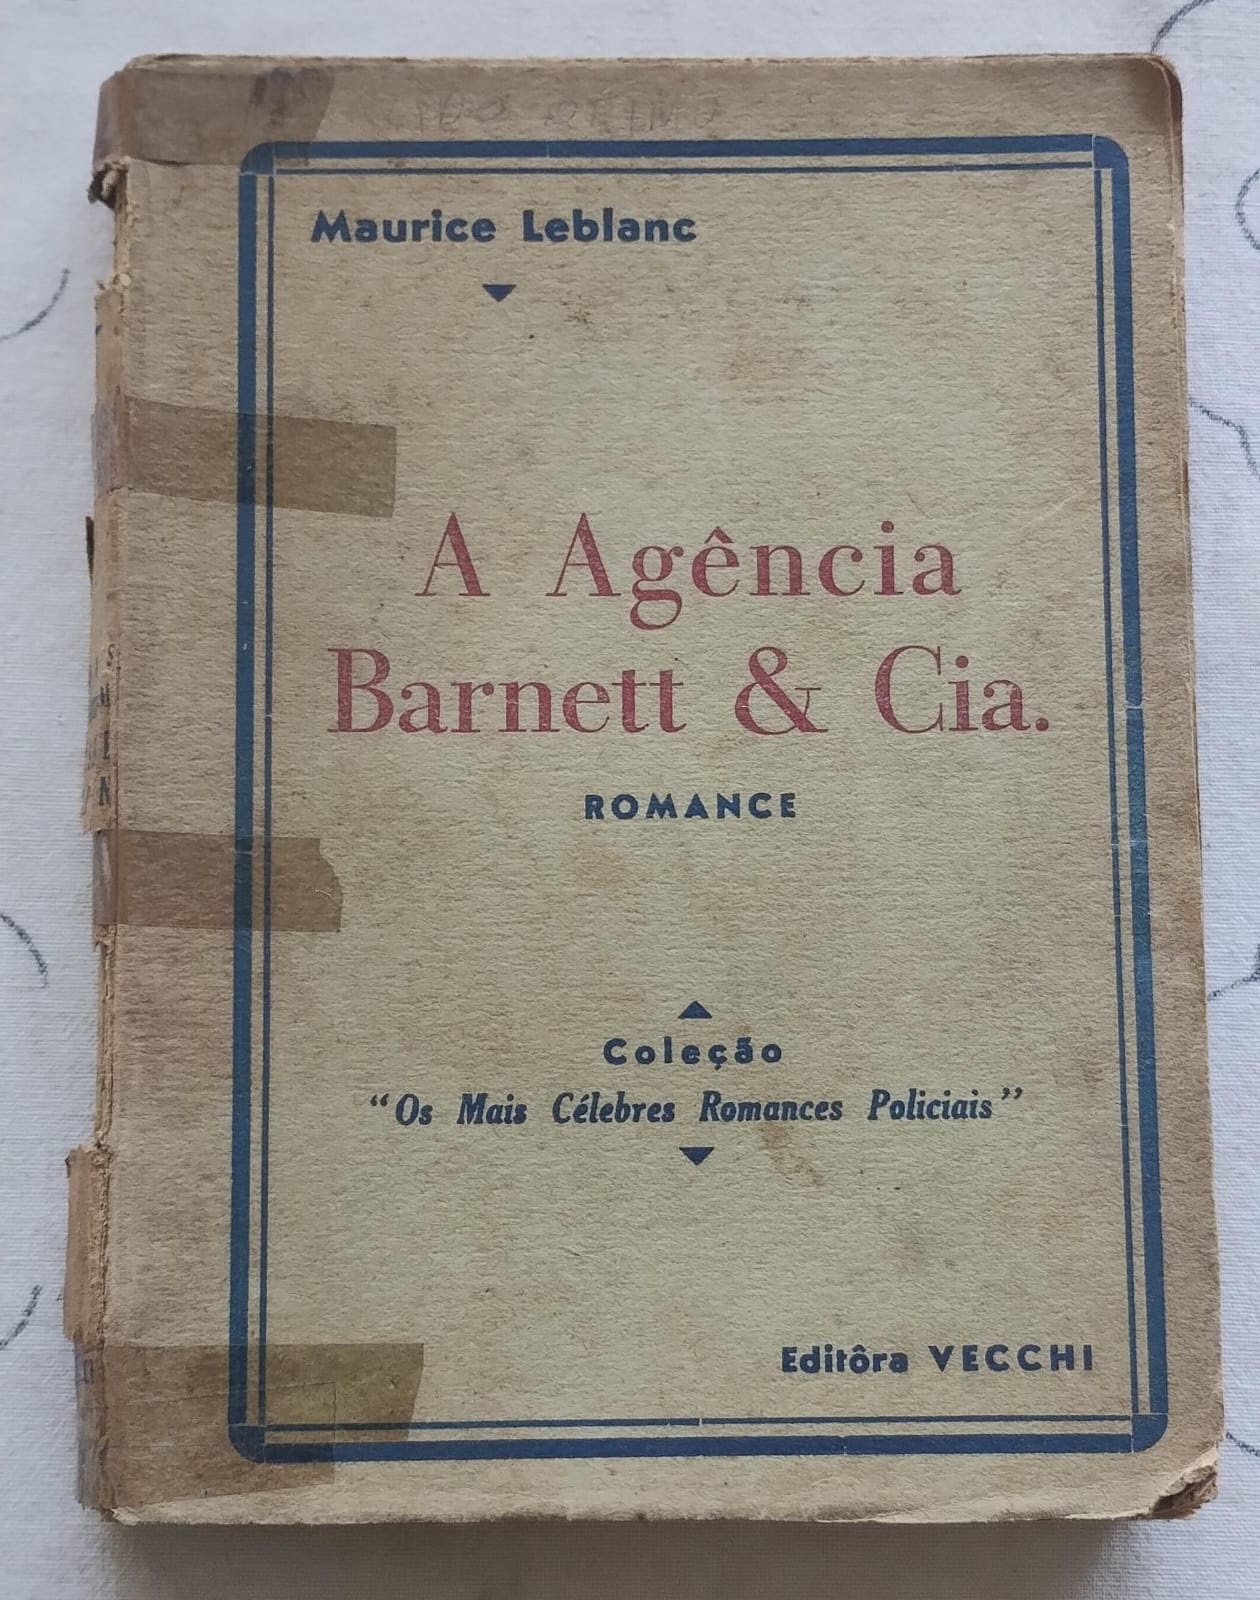 Maurice Leblanc
A Agência
Barnett & Cia.
ROMANCE
Coleção
"Os Mais Célebres Romances Policiais"
Editôra VECCHI